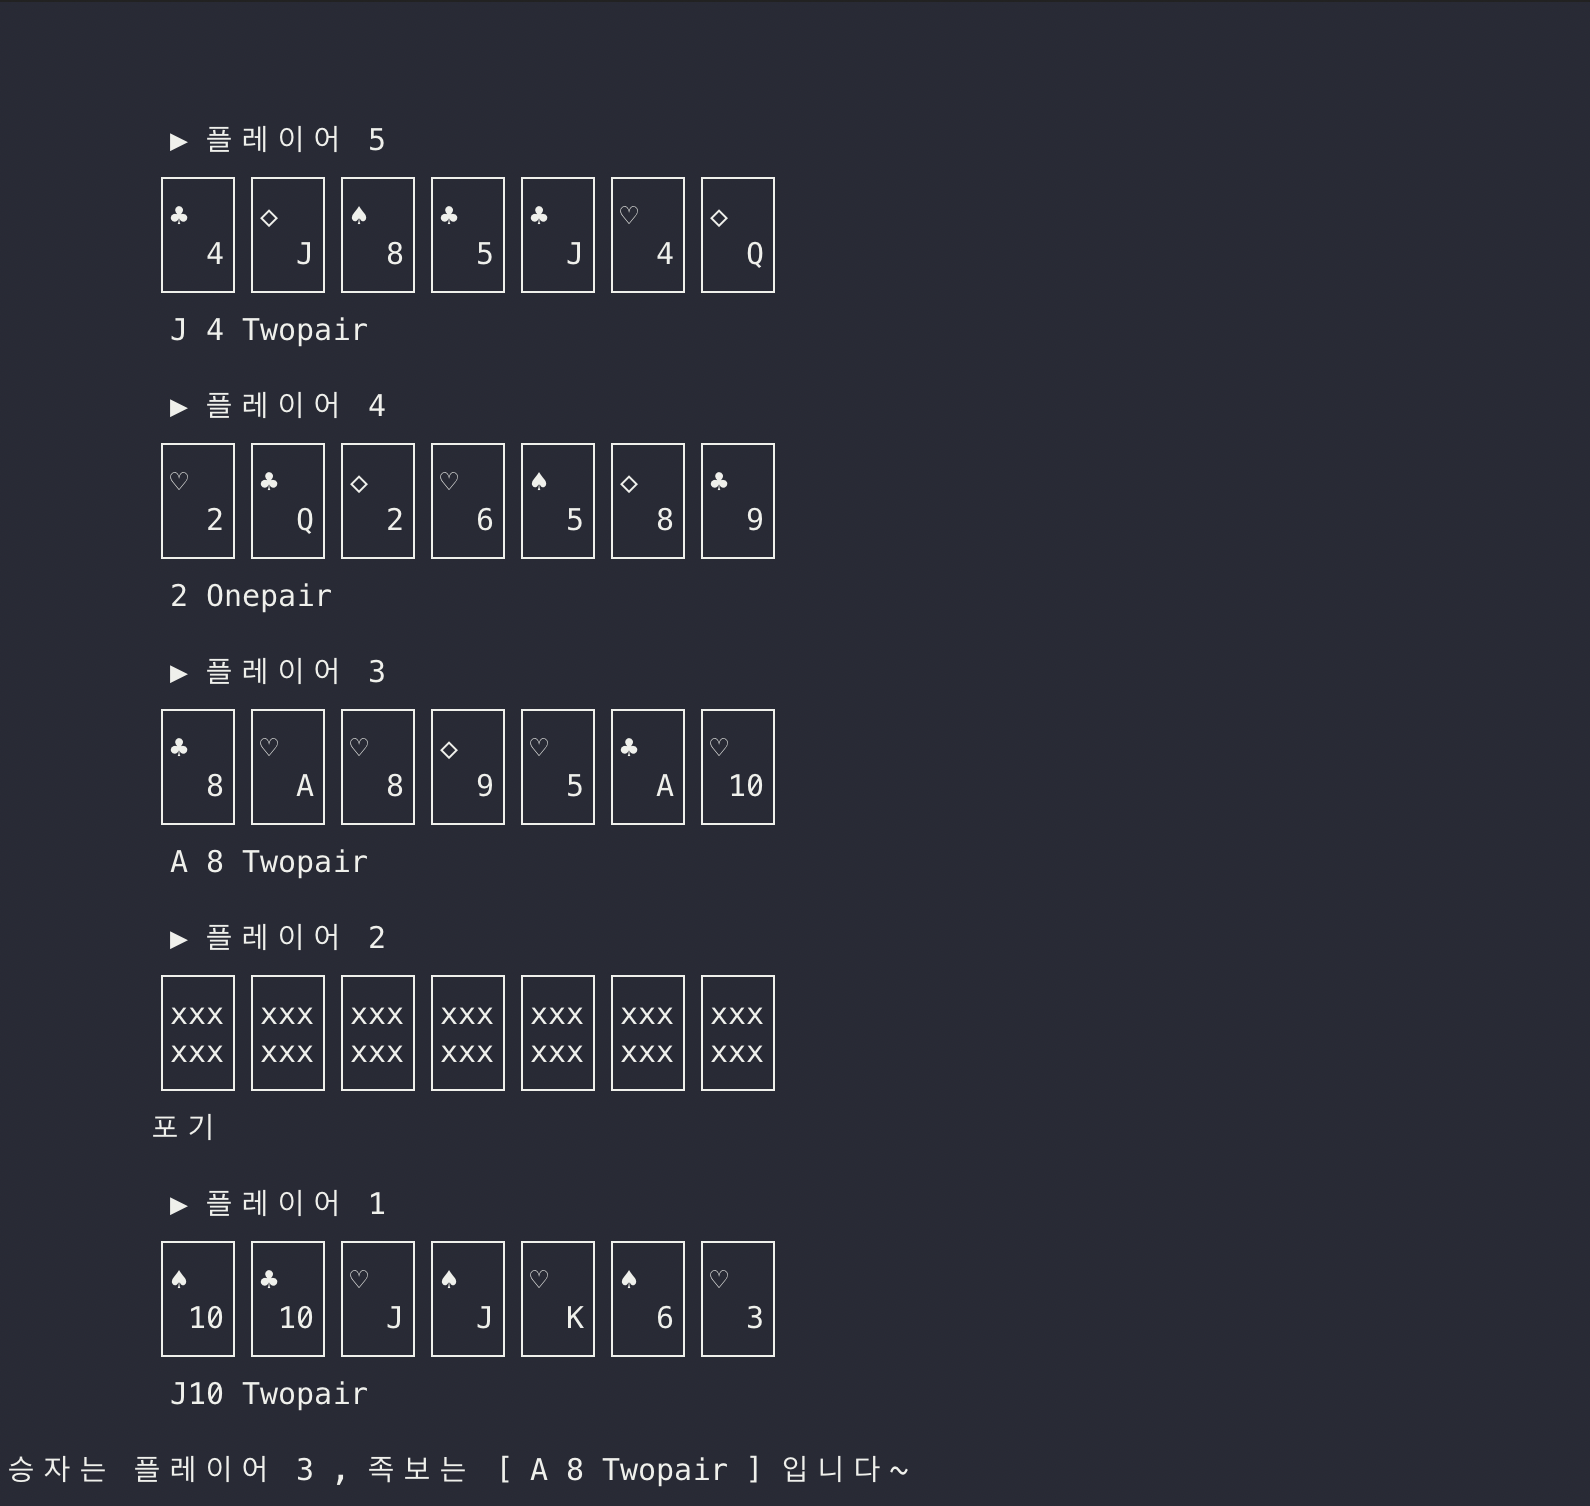 ▶ 플레이어 5
♣ ◇ ♠ ♣ ♣ ♡ ◇
4 J 8 5 J 4 Q
J 4 Twopair
▶ 플레이어 4
♡ ♣ ◇ ♡ ♠ ◇ ♣
2 Q 2 6 5 8 9
2 Onepair
▶ 플레이어 3
♣ ♡ ♡ ◇ ♡ ♣ ♡
8 A 8 9 5 A 10
A 8 Twopair
▶ 플레이어 2
xxx xxx xxx xxx xxx xxx xxx
xxx xxx xxx xxx xxx xxx xxx
포기
▶ 플레이어 1
♠ ♣ ♡ ♠ ♡ ♠ ♡
10 10 J J K 6 3
J10 Twopair
승자는 플레이어 3 , 족보는 [ A 8 Twopair ] 입니다~